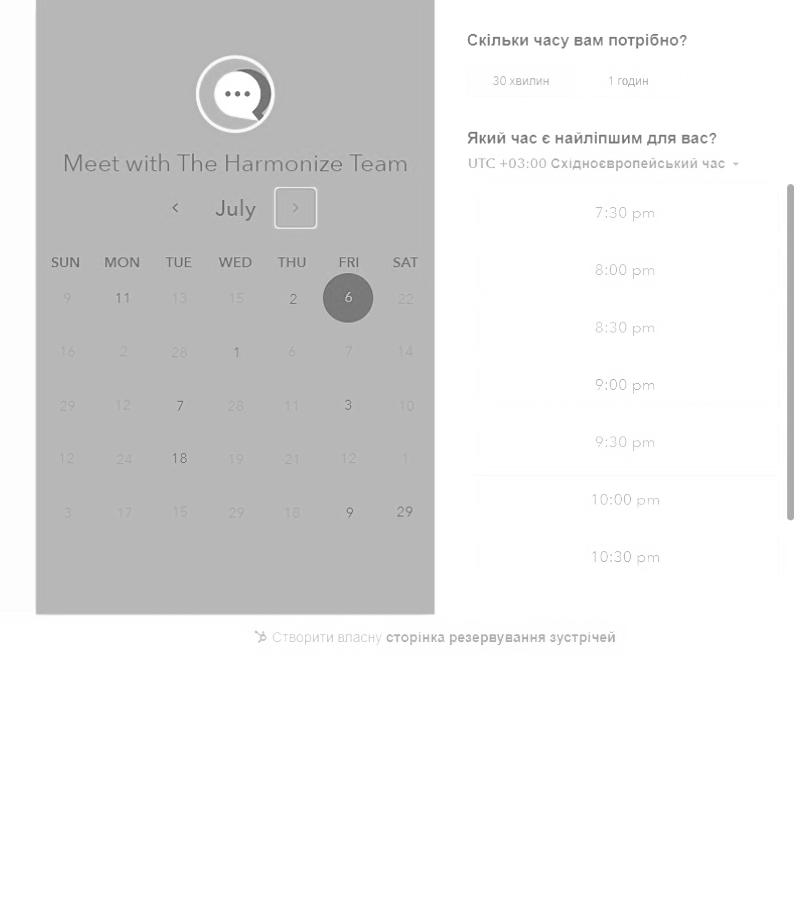 Meet with The Harmonize Team
July
SUN MON TUE WED THU FRI SAT
9 11 13 15 2 6 22
16 2 28 1 6 7 14
29 12 7 28 11 3 10
12 24 18 19 21 12 1
3 17 15 29 18 9 29
Скільки часу вам потрібно?
30 хвилин 1 годин
Який час є найліпшим для вас?
UTC +03:00 Східноєвропейський час
7:30 pm
8:00 pm
8:30 pm
9:00 pm
9:30 pm
10:00 pm
10:30 pm
Створити власну сторінка резервування зустрічей